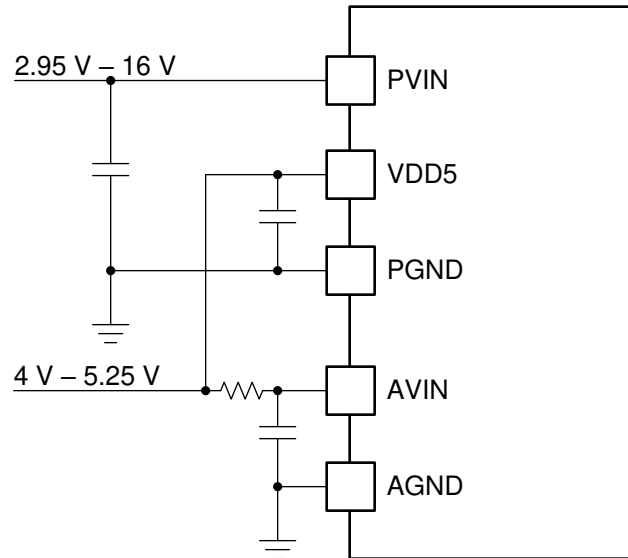 2.95 V – 16 V
PVIN
VDD5
PGND
4 V – 5.25 V
AVIN
AGND